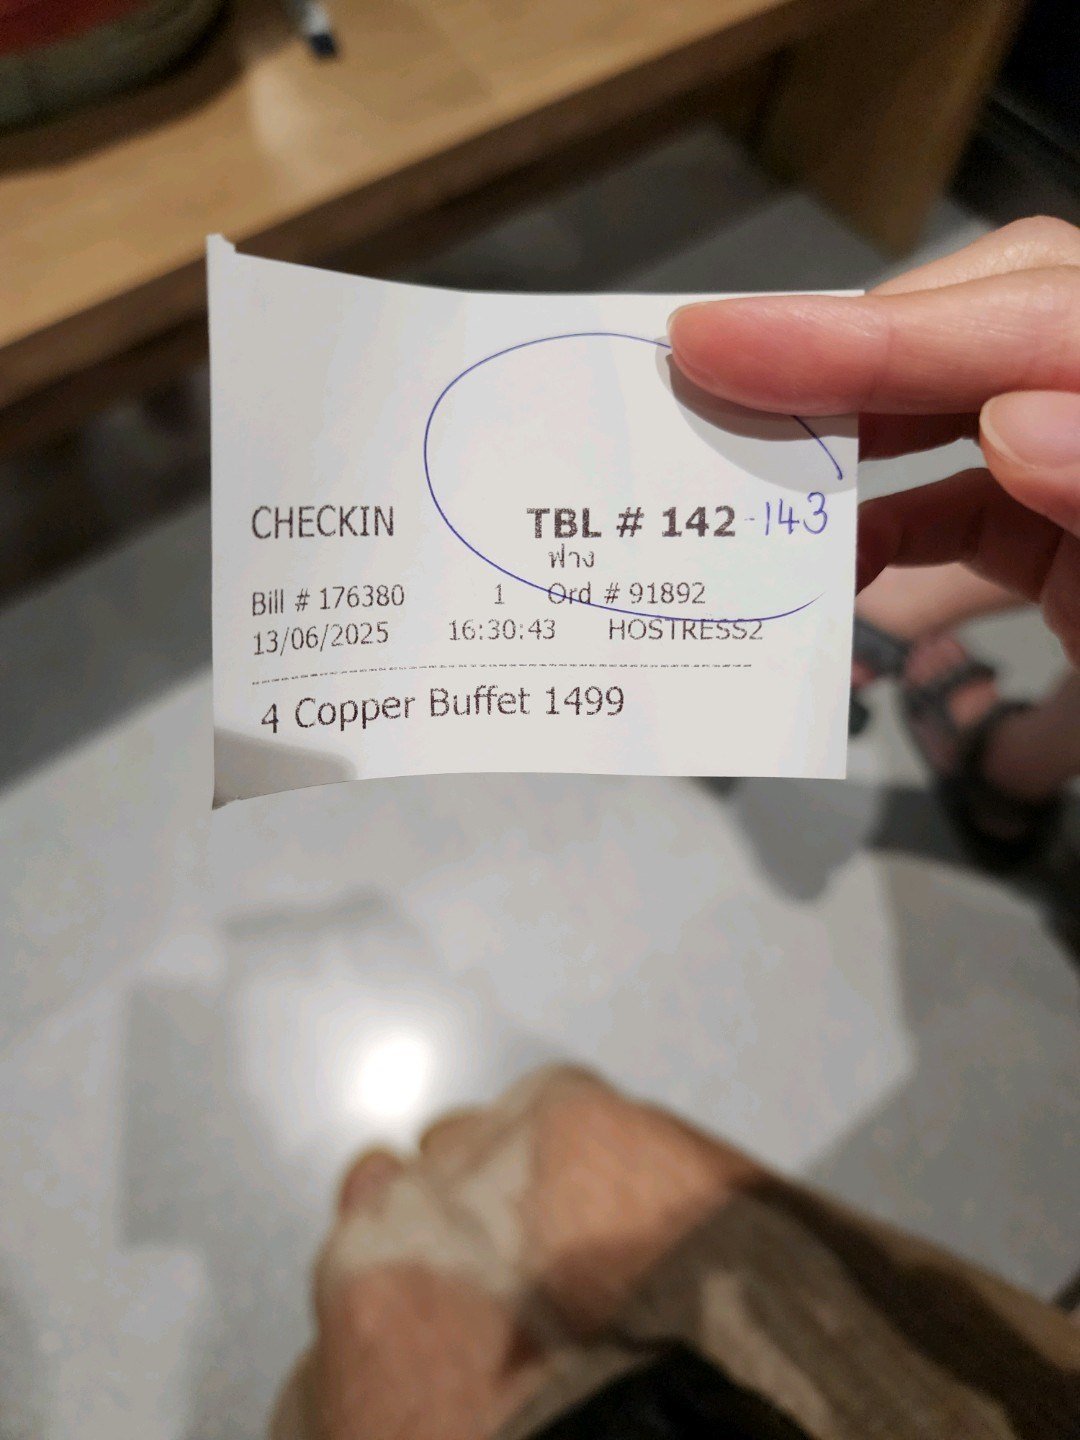 CHECKIN TBL # 142 -143
ฟาง
Bill # 176380 1 Ord # 91892
13/06/2025 16:30:43 HOSTRESS2
4 Copper Buffet 1499